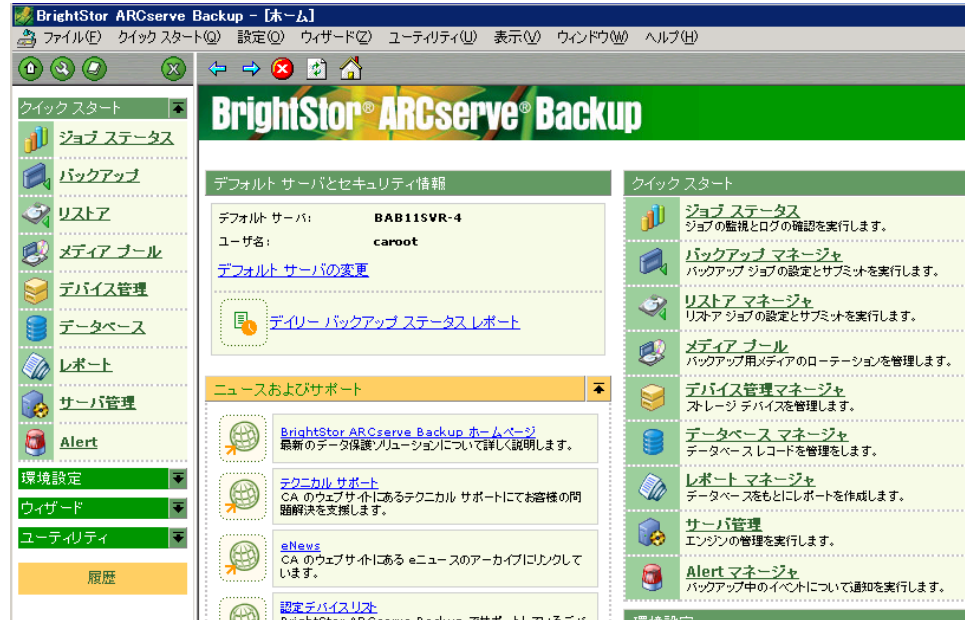 BrightStor ARCserve Backup - [ホーム]
ファイル(F) クイック スタート(Q) 設定(O) ウィザード(Z) ユーティリティ(U) 表示(V) ウィンドウ(W) ヘルプ(H)
クイック スタート
ジョブ ステータス
バックアップ
リストア
メディア プール
デバイス管理
データベース
レポート
サーバ管理
Alert
環境設定
ウィザード
ユーティリティ
履歴
BrightStor® ARCserve® Backup
デフォルト サーバとセキュリティ情報
デフォルト サーバ: BAB11SVR-4
ユーザ名: caroot
デフォルト サーバの変更
デイリー バックアップ ステータス レポート
ニュースおよびサポート
BrightStor ARCserve Backup ホームページ
最新のデータ保護ソリューションについて詳しく説明します。
テクニカル サポート
CA のウェブサイトにあるテクニカル サポートにてお客様の問
題解決を支援します。
eNews
CA のウェブサイトにある eニュースのアーカイブにリンクして
います。
認定デバイスリスト
BrightStor ARCserve Backup でサポートしているデバ
クイック スタート
ジョブ ステータス
ジョブの監視とログの確認を実行します。
バックアップ マネージャ
バックアップ ジョブの設定とサブミットを実行します。
リストア マネージャ
リストア ジョブの設定とサブミットを実行します。
メディア プール
バックアップ用メディアのローテーションを管理します。
デバイス管理マネージャ
ストレージ デバイスを管理します。
データベース マネージャ
データベース レコードを管理をします。
レポート マネージャ
データベースをもとにレポートを作成します。
サーバ管理
エンジンの管理を実行します。
Alert マネージャ
バックアップ中のイベントについて通知を実行します。
環境設定